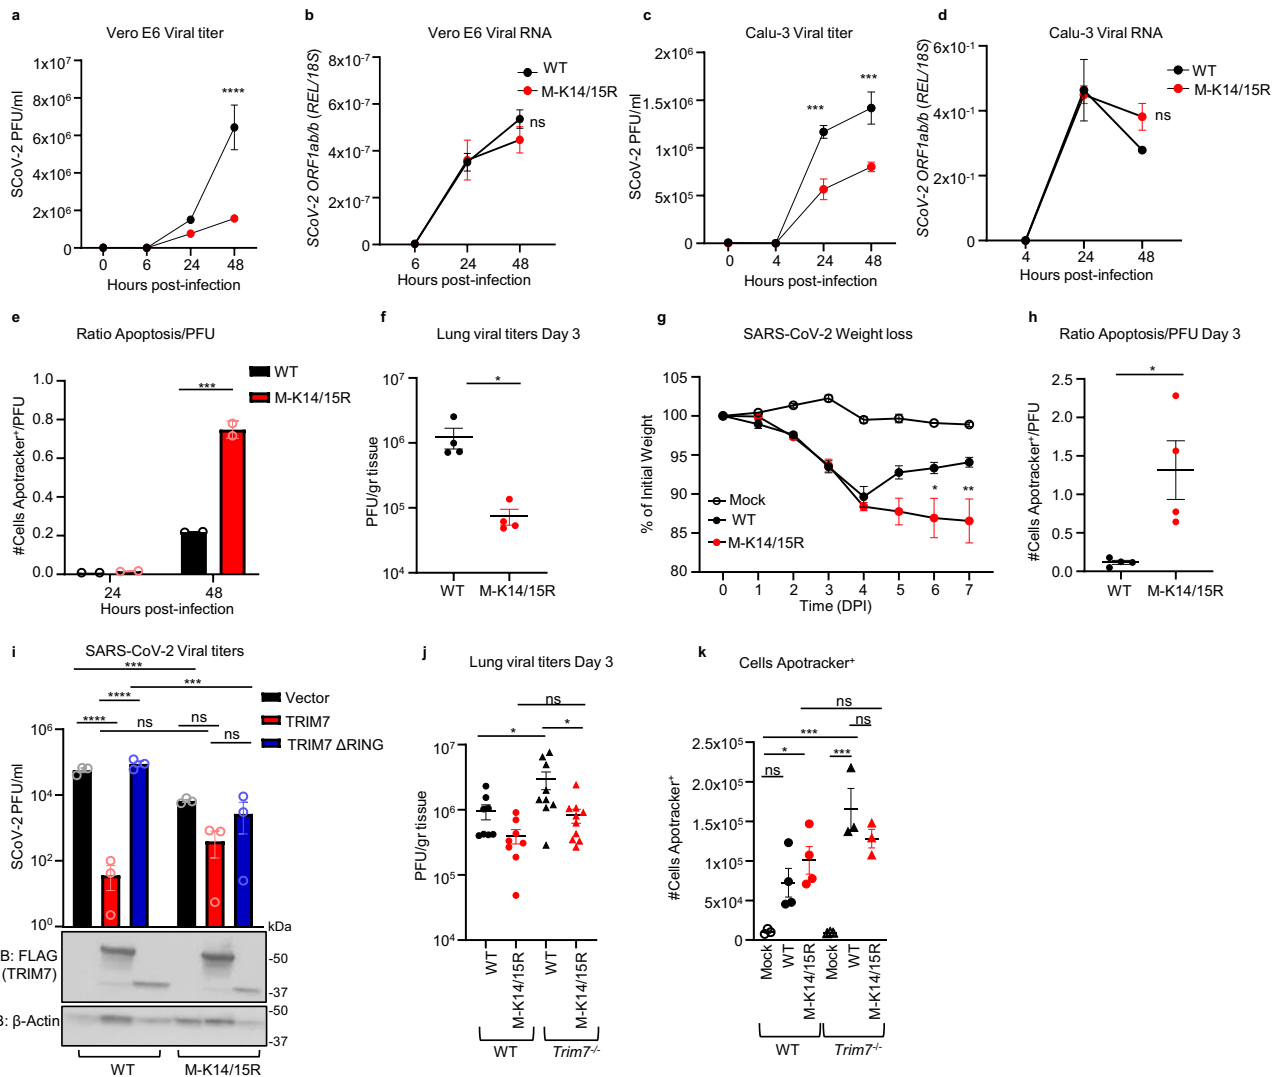 a
Vero E6 Viral titer
SCoV-2 PFU/ml
1x10⁷
8x10⁶
6x10⁶
4x10⁶
2x10⁶
0
****
0 6 24 48
Hours post-infection
b
Vero E6 Viral RNA
SCoV-2 ORF1ab/b (REL/18S)
8x10⁻⁷
6x10⁻⁷
4x10⁻⁷
2x10⁻⁷
0
WT
M-K14/15R
ns
6 24 48
Hours post-infection
c
Calu-3 Viral titer
SCoV-2 PFU/ml
2x10⁶
1.5x10⁶
1x10⁶
5x10⁵
0
***
***
0 4 24 48
Hours post-infection
d
Calu-3 Viral RNA
SCoV-2 ORF1ab/b (REL/18S)
6x10⁻¹
4x10⁻¹
2x10⁻¹
0
WT
M-K14/15R
ns
4 24 48
Hours post-infection
e
Ratio Apoptosis/PFU
#Cells Apotracker⁺/PFU
1.0
0.8
0.6
0.4
0.2
0.0
***
WT
M-K14/15R
24 48
Hours post-infection
f
Lung viral titers Day 3
PFU/gr tissue
10⁷
10⁶
10⁵
10⁴
*
WT M-K14/15R
g
SARS-CoV-2 Weight loss
% of Initial Weight
105
100
95
90
85
80
Mock
WT
M-K14/15R
* **
0 1 2 3 4 5 6 7
Time (DPI)
h
Ratio Apoptosis/PFU Day 3
#Cells Apotracker⁺/PFU
2.5
2.0
1.5
1.0
0.5
0.0
*
WT M-K14/15R
i
SARS-CoV-2 Viral titers
***
***
****
****
ns
ns
ns
Vector
TRIM7
TRIM7 ΔRING
SCoV-2 PFU/ml
10⁶
10⁴
10²
10⁰
kDa
B: FLAG
(TRIM7)
-50
-37
B: β-Actin
-50
-37
WT M-K14/15R
j
Lung viral titers Day 3
ns
* *
PFU/gr tissue
10⁷
10⁶
10⁵
10⁴
WT M-K14/15R WT M-K14/15R
WT Trim7-/-
k
Cells Apotracker⁺
ns
ns
***
*
***
ns
#Cells Apotracker⁺
2.5x10⁵
2x10⁵
1.5x10⁵
1x10⁵
5x10⁴
0
Mock WT M-K14/15R Mock WT M-K14/15R
WT Trim7-/-